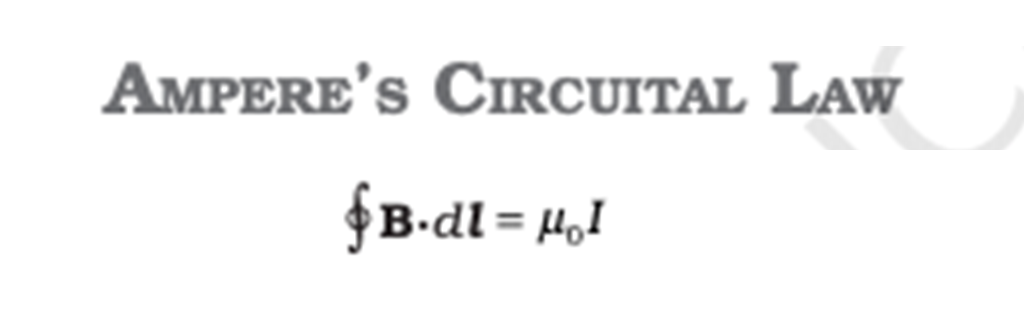 AMPERE'S CIRCUITAL LAW
∮ B·dl = μ₀I